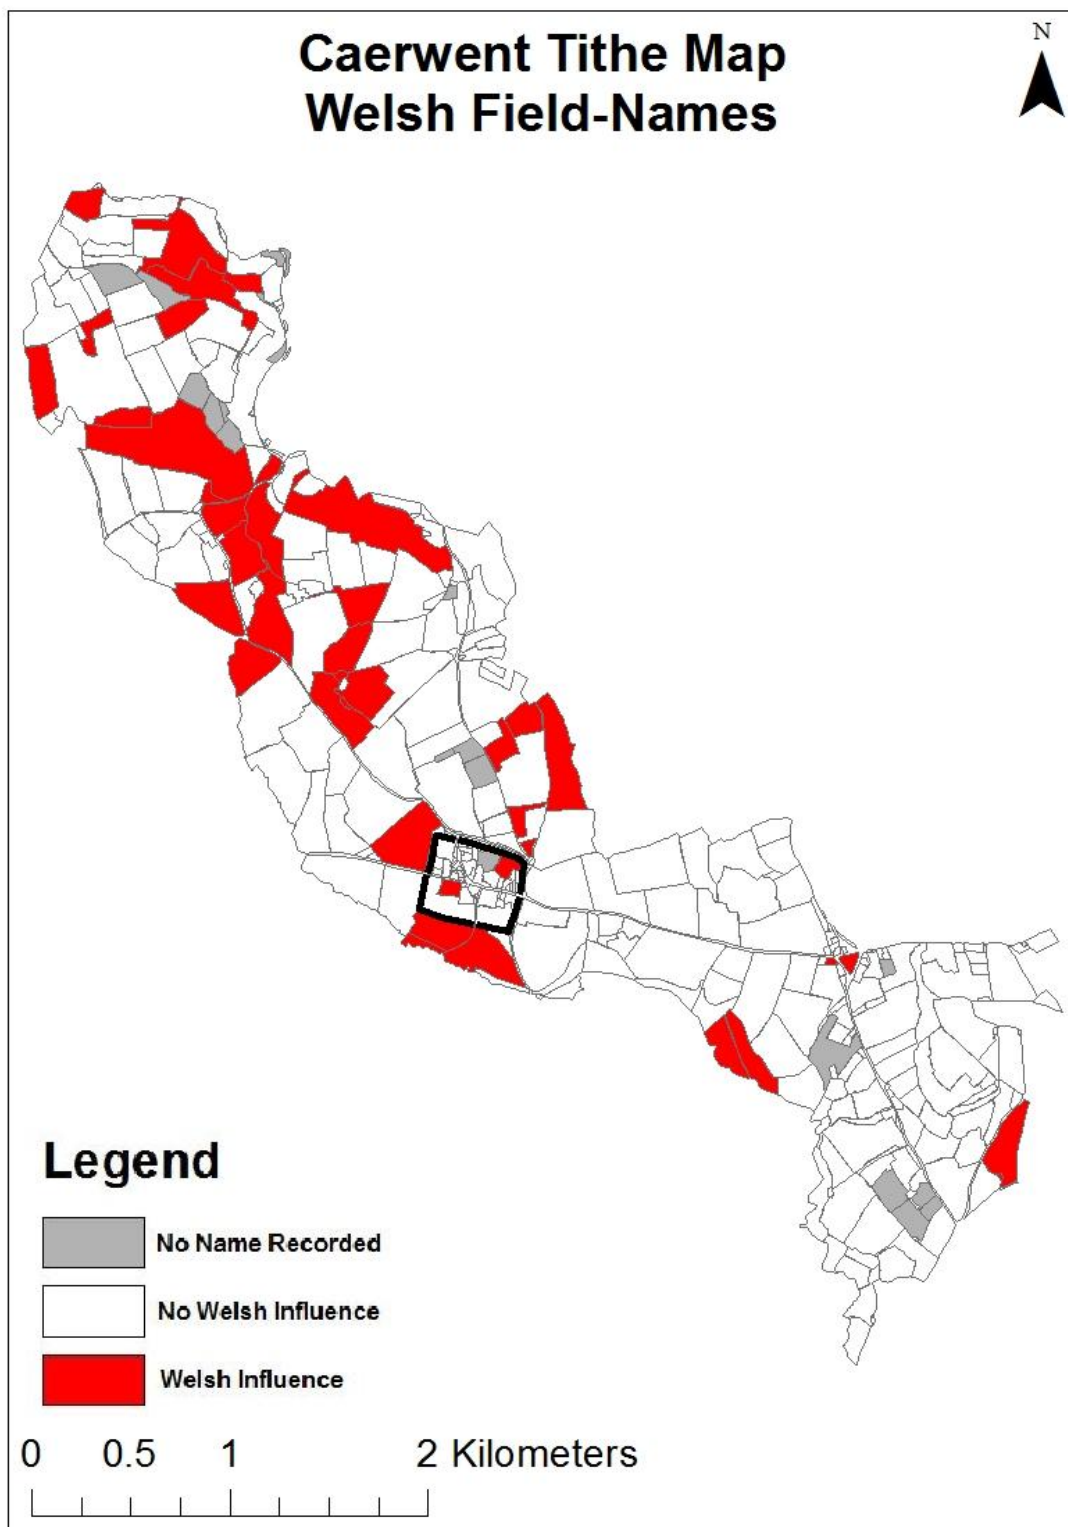 Caerwent Tithe Map
Welsh Field-Names
N
Legend
No Name Recorded
No Welsh Influence
Welsh Influence
0 0.5 1 2 Kilometers